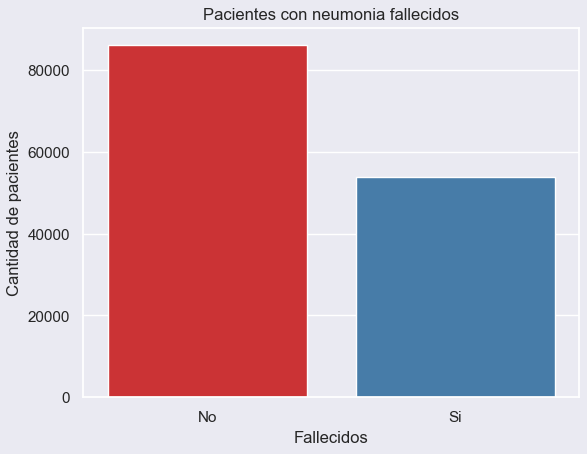 Pacientes con neumonia fallecidos
Cantidad de pacientes
80000
60000
40000
20000
0
No
Si
Fallecidos